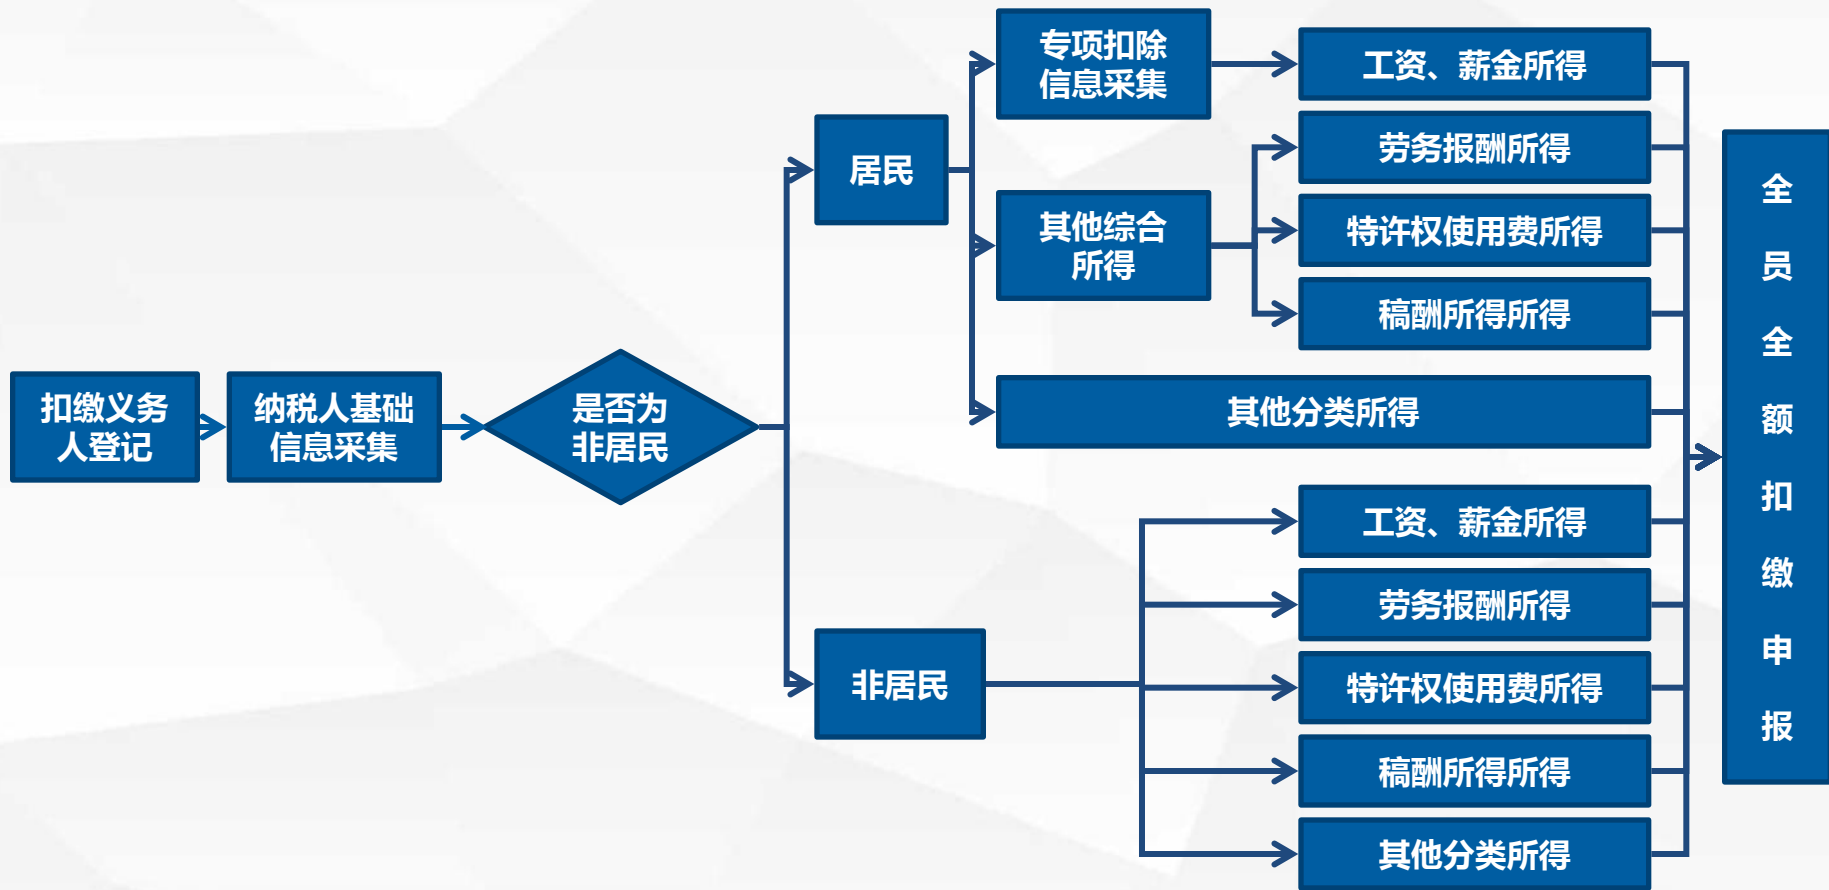 扣缴义务
人登记
纳税人基础
信息采集
是否为
非居民
居民
专项扣除
信息采集
工资、薪金所得
其他综合
所得
劳务报酬所得
特许权使用费所得
稿酬所得所得
其他分类所得
非居民
工资、薪金所得
劳务报酬所得
特许权使用费所得
稿酬所得所得
其他分类所得
全员全额扣缴申报